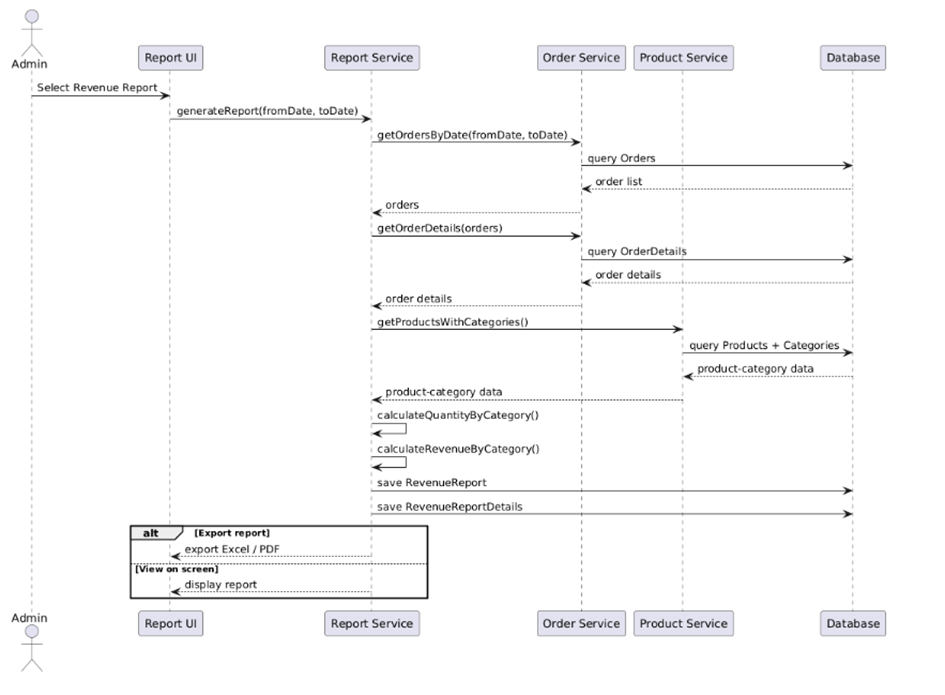 Admin
Report UI
Report Service
Order Service
Product Service
Database
Select Revenue Report
generateReport(fromDate, toDate)
getOrdersByDate(fromDate, toDate)
query Orders
order list
orders
getOrderDetails(orders)
query OrderDetails
order details
order details
getProductsWithCategories()
query Products + Categories
product-category data
product-category data
calculateQuantityByCategory()
calculateRevenueByCategory()
save RevenueReport
save RevenueReportDetails
alt [Export report]
export Excel / PDF
[View on screen]
display report
Admin
Report UI
Report Service
Order Service
Product Service
Database